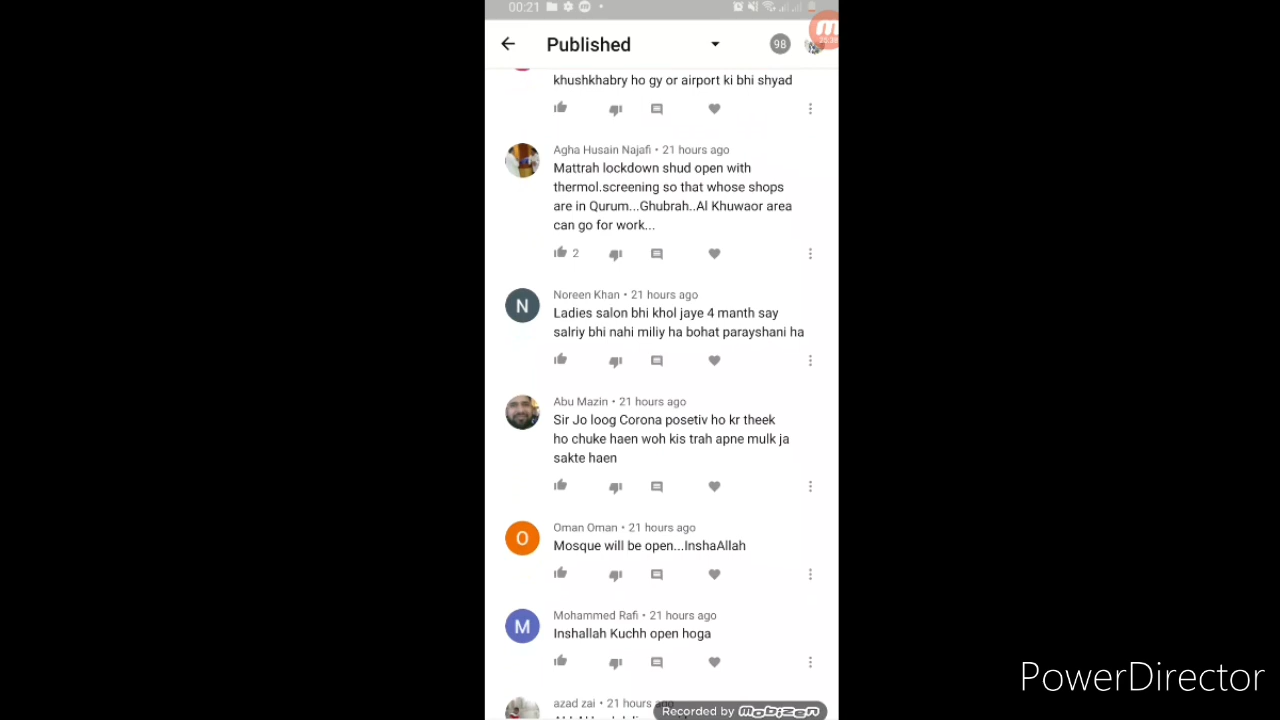 00:21
Published
98
khushkhabry ho gy or airport ki bhi shyad
Agha Husain Najafi • 21 hours ago
Mattrah lockdown shud open with
thermol.screening so that whose shops
are in Qurum...Ghubrah..Al Khuwaor area
can go for work...
2
Noreen Khan • 21 hours ago
Ladies salon bhi khol jaye 4 manth say
salriy bhi nahi miliy ha bohat parayshani ha
Abu Mazin • 21 hours ago
Sir Jo loog Corona posetiv ho kr theek
ho chuke haen woh kis trah apne mulk ja
sakte haen
Oman Oman • 21 hours ago
Mosque will be open...InshaAllah
Mohammed Rafi • 21 hours ago
Inshallah Kuchh open hoga
azad zai • 21 hours ago
Recorded by mobizen
PowerDirector